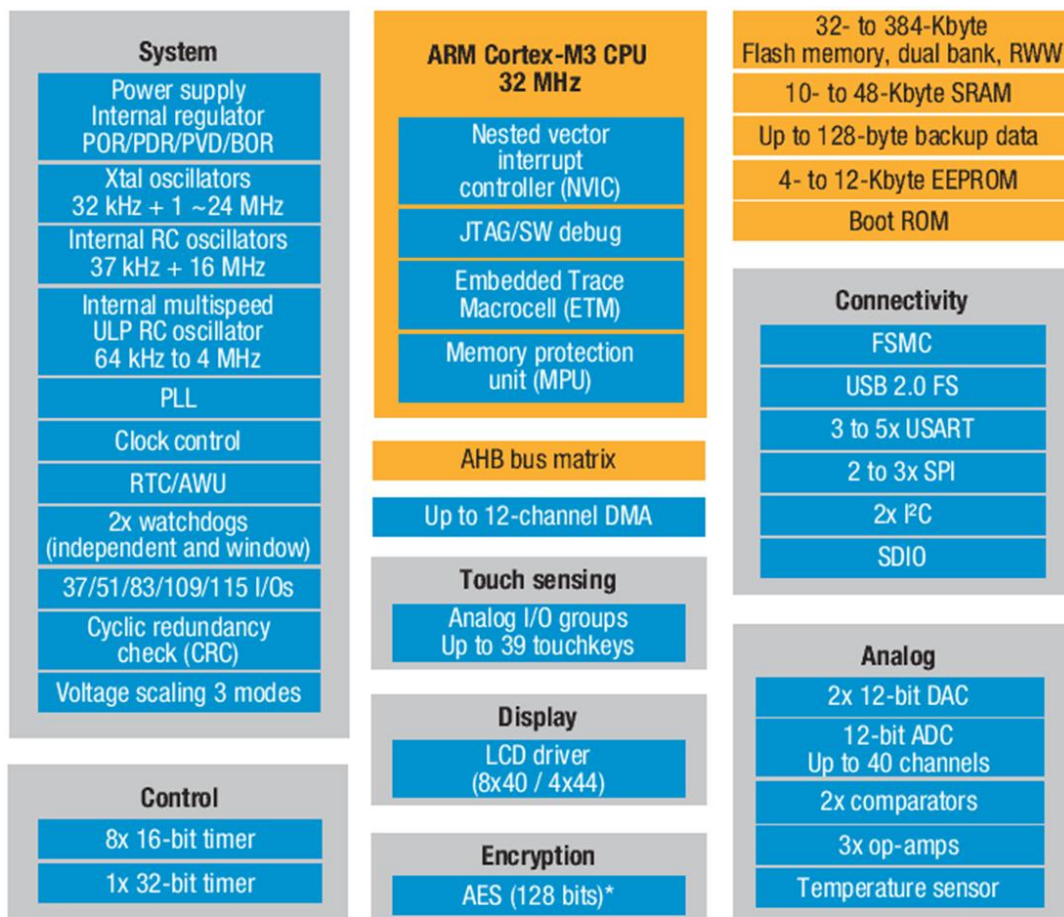 System
Power supply
Internal regulator
POR/PDR/PVD/BOR
Xtal oscillators
32 kHz + 1 ~24 MHz
Internal RC oscillators
37 kHz + 16 MHz
Internal multispeed
ULP RC oscillator
64 kHz to 4 MHz
PLL
Clock control
RTC/AWU
2x watchdogs
(independent and window)
37/51/83/109/115 I/Os
Cyclic redundancy
check (CRC)
Voltage scaling 3 modes
Control
8x 16-bit timer
1x 32-bit timer
ARM Cortex-M3 CPU
32 MHz
Nested vector
interrupt
controller (NVIC)
JTAG/SW debug
Embedded Trace
Macrocell (ETM)
Memory protection
unit (MPU)
AHB bus matrix
Up to 12-channel DMA
Touch sensing
Analog I/O groups
Up to 39 touchkeys
Display
LCD driver
(8x40 / 4x44)
Encryption
AES (128 bits)*
32- to 384-Kbyte
Flash memory, dual bank, RWW
10- to 48-Kbyte SRAM
Up to 128-byte backup data
4- to 12-Kbyte EEPROM
Boot ROM
Connectivity
FSMC
USB 2.0 FS
3 to 5x USART
2 to 3x SPI
2x I²C
SDIO
Analog
2x 12-bit DAC
12-bit ADC
Up to 40 channels
2x comparators
3x op-amps
Temperature sensor